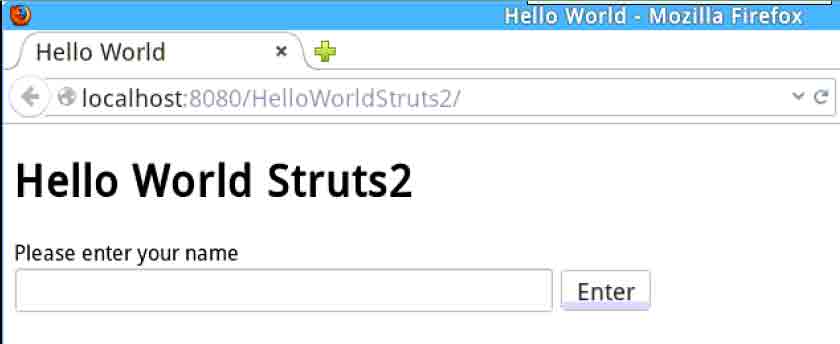 Hello World - Mozilla Firefox
Hello World
localhost:8080/HelloWorldStruts2/
Hello World Struts2
Please enter your name
Enter